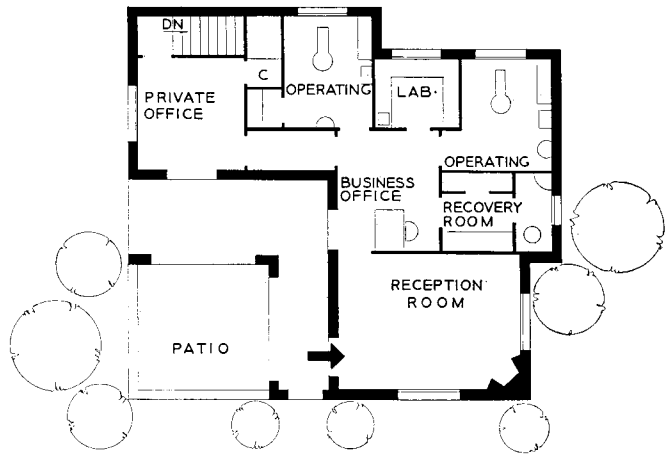 DN
C
OPERATING
LAB.
PRIVATE
OFFICE
OPERATING
BUSINESS
OFFICE
RECOVERY
ROOM
RECEPTION
ROOM
PATIO